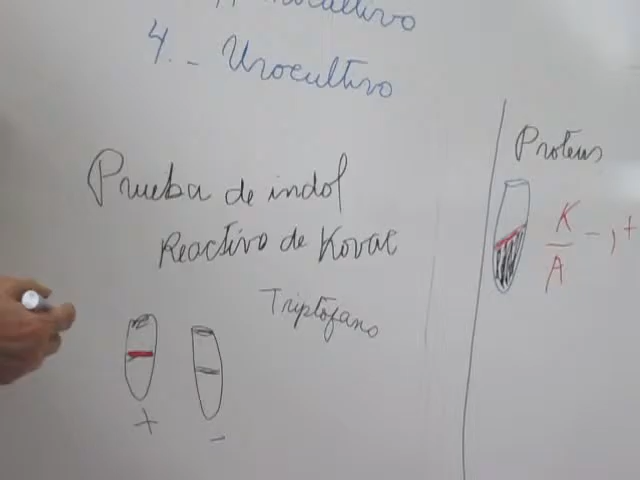 4.- Urocultivo
Prueba de indol
Reactivo de Kovac
Triptofano
+
-
Proteus
K
A
-, +